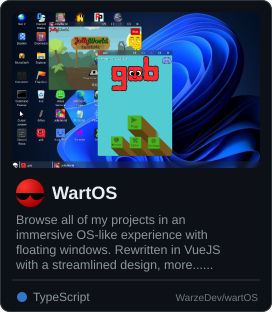 JellyWorld
gob
WartOS
Browse all of my projects in an
immersive OS-like experience with
floating windows. Rewritten in VueJS
with a streamlined design, more......
TypeScript
WarzeDev/wartOS